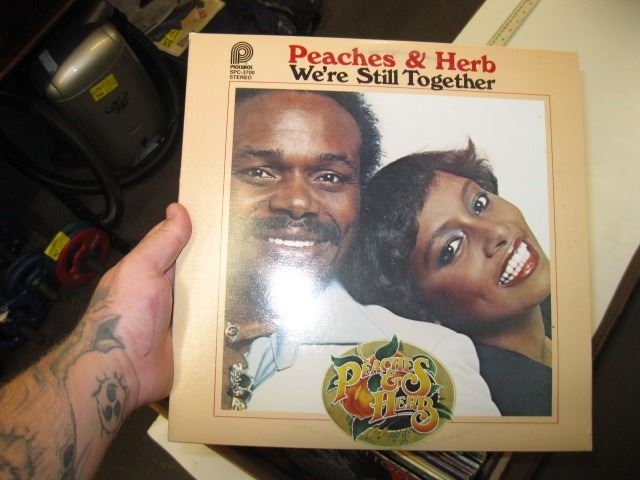 PICKWICK
SPC-3700
STEREO
Peaches & Herb
We're Still Together
PEACHES
&
HERB